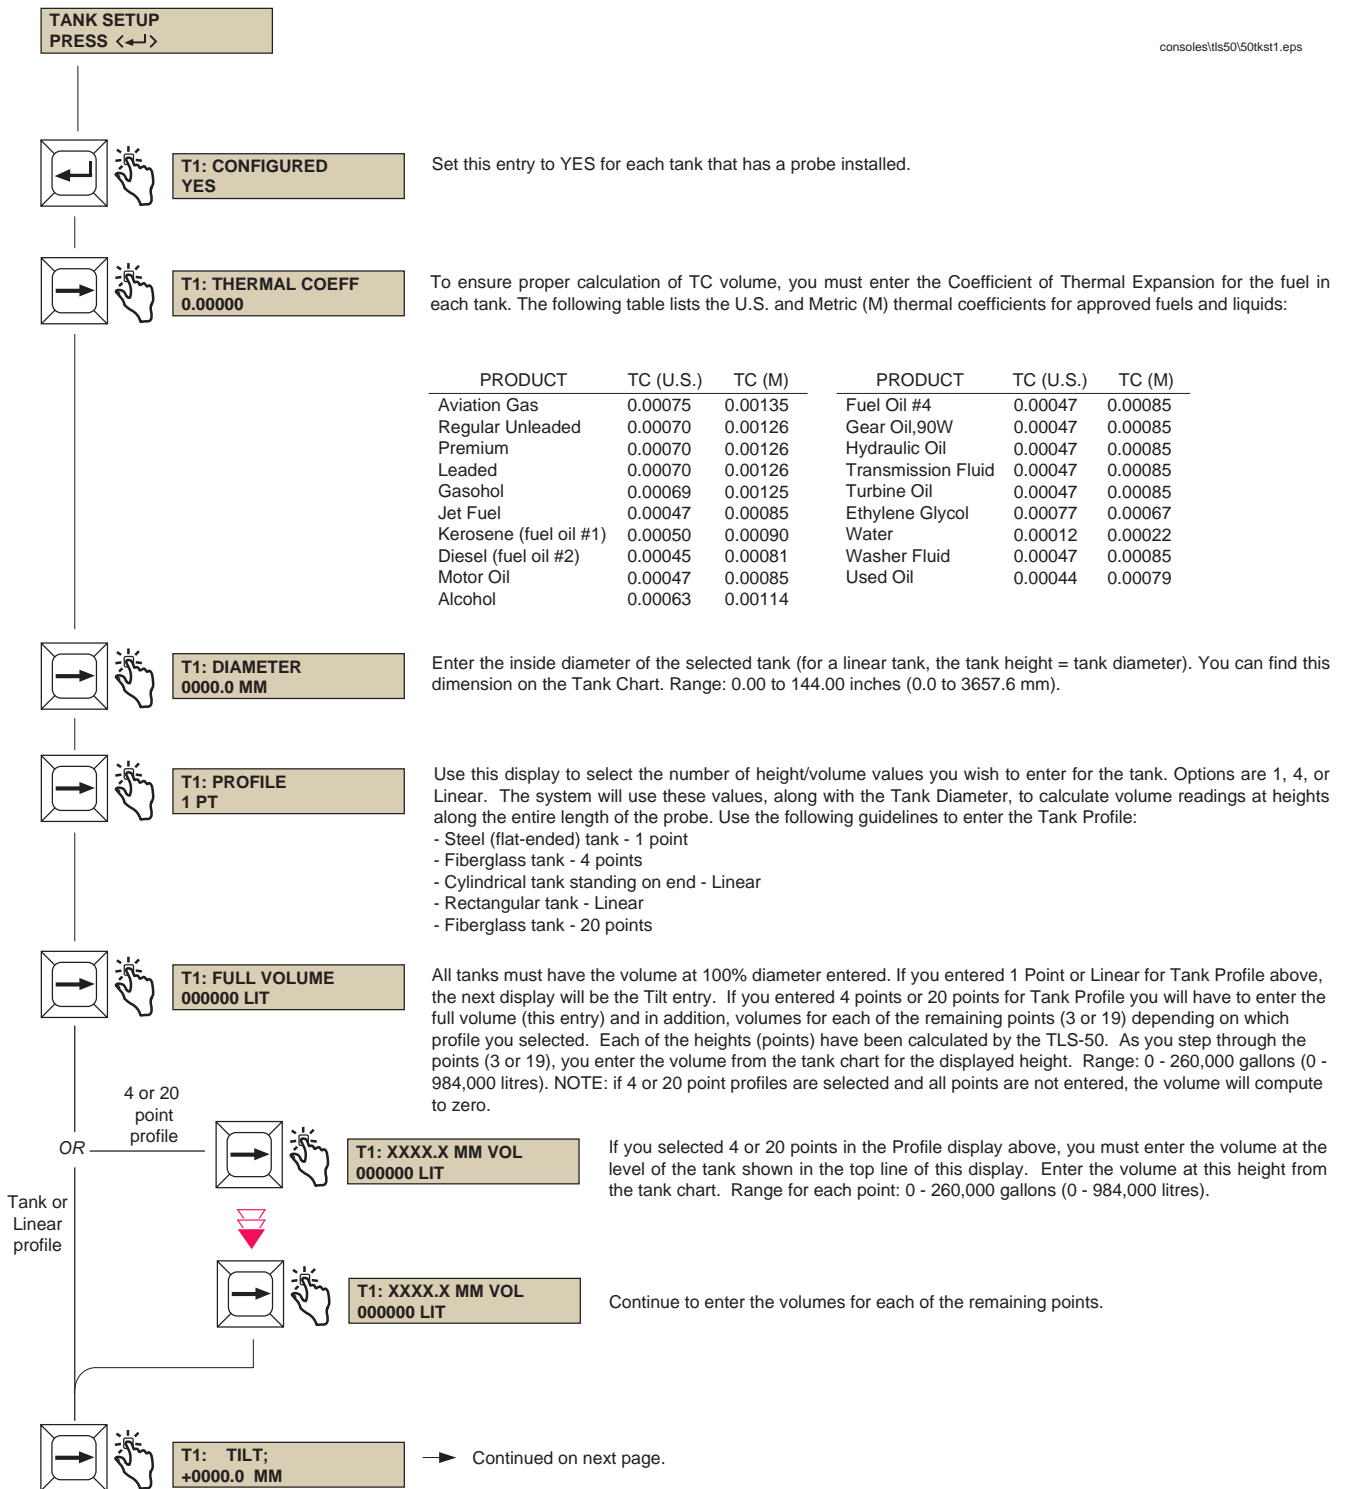 TANK SETUP
PRESS <↵>
consoles\tls50\50tkst1.eps
T1: CONFIGURED
YES
Set this entry to YES for each tank that has a probe installed.
T1: THERMAL COEFF
0.00000
To ensure proper calculation of TC volume, you must enter the Coefficient of Thermal Expansion for the fuel in
each tank. The following table lists the U.S. and Metric (M) thermal coefficients for approved fuels and liquids:
PRODUCT TC (U.S.) TC (M) PRODUCT TC (U.S.) TC (M)
Aviation Gas 0.00075 0.00135 Fuel Oil #4 0.00047 0.00085
Regular Unleaded 0.00070 0.00126 Gear Oil,90W 0.00047 0.00085
Premium 0.00070 0.00126 Hydraulic Oil 0.00047 0.00085
Leaded 0.00070 0.00126 Transmission Fluid 0.00047 0.00085
Gasohol 0.00069 0.00125 Turbine Oil 0.00047 0.00085
Jet Fuel 0.00047 0.00085 Ethylene Glycol 0.00077 0.00067
Kerosene (fuel oil #1) 0.00050 0.00090 Water 0.00012 0.00022
Diesel (fuel oil #2) 0.00045 0.00081 Washer Fluid 0.00047 0.00085
Motor Oil 0.00047 0.00085 Used Oil 0.00044 0.00079
Alcohol 0.00063 0.00114
T1: DIAMETER
0000.0 MM
Enter the inside diameter of the selected tank (for a linear tank, the tank height = tank diameter). You can find this
dimension on the Tank Chart. Range: 0.00 to 144.00 inches (0.0 to 3657.6 mm).
T1: PROFILE
1 PT
Use this display to select the number of height/volume values you wish to enter for the tank. Options are 1, 4, or
Linear. The system will use these values, along with the Tank Diameter, to calculate volume readings at heights
along the entire length of the probe. Use the following guidelines to enter the Tank Profile:
- Steel (flat-ended) tank - 1 point
- Fiberglass tank - 4 points
- Cylindrical tank standing on end - Linear
- Rectangular tank - Linear
- Fiberglass tank - 20 points
T1: FULL VOLUME
000000 LIT
All tanks must have the volume at 100% diameter entered. If you entered 1 Point or Linear for Tank Profile above,
the next display will be the Tilt entry. If you entered 4 points or 20 points for Tank Profile you will have to enter the
full volume (this entry) and in addition, volumes for each of the remaining points (3 or 19) depending on which
profile you selected. Each of the heights (points) have been calculated by the TLS-50. As you step through the
points (3 or 19), you enter the volume from the tank chart for the displayed height. Range: 0 - 260,000 gallons (0 -
984,000 litres). NOTE: if 4 or 20 point profiles are selected and all points are not entered, the volume will compute
to zero.
4 or 20
point
profile
OR
T1: XXXX.X MM VOL
000000 LIT
If you selected 4 or 20 points in the Profile display above, you must enter the volume at the
level of the tank shown in the top line of this display. Enter the volume at this height from
the tank chart. Range for each point: 0 - 260,000 gallons (0 - 984,000 litres).
Tank or
Linear
profile
T1: XXXX.X MM VOL
000000 LIT
Continue to enter the volumes for each of the remaining points.
T1: TILT;
+0000.0 MM
Continued on next page.